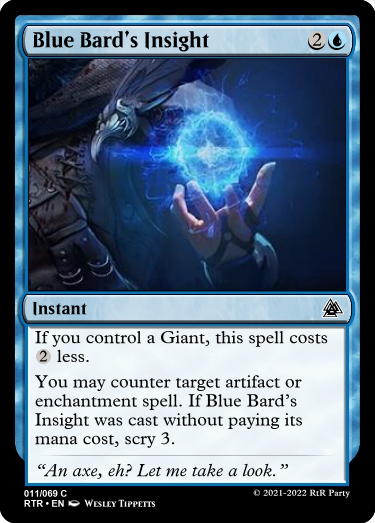 Blue Bard's Insight 2
Instant
If you control a Giant, this spell costs
2 less.
You may counter target artifact or
enchantment spell. If Blue Bard's
Insight was cast without paying its
mana cost, scry 3.
"An axe, eh? Let me take a look."
011/069 C
RTR • EN Wesley Tippetts
© 2021-2022 RtR Party